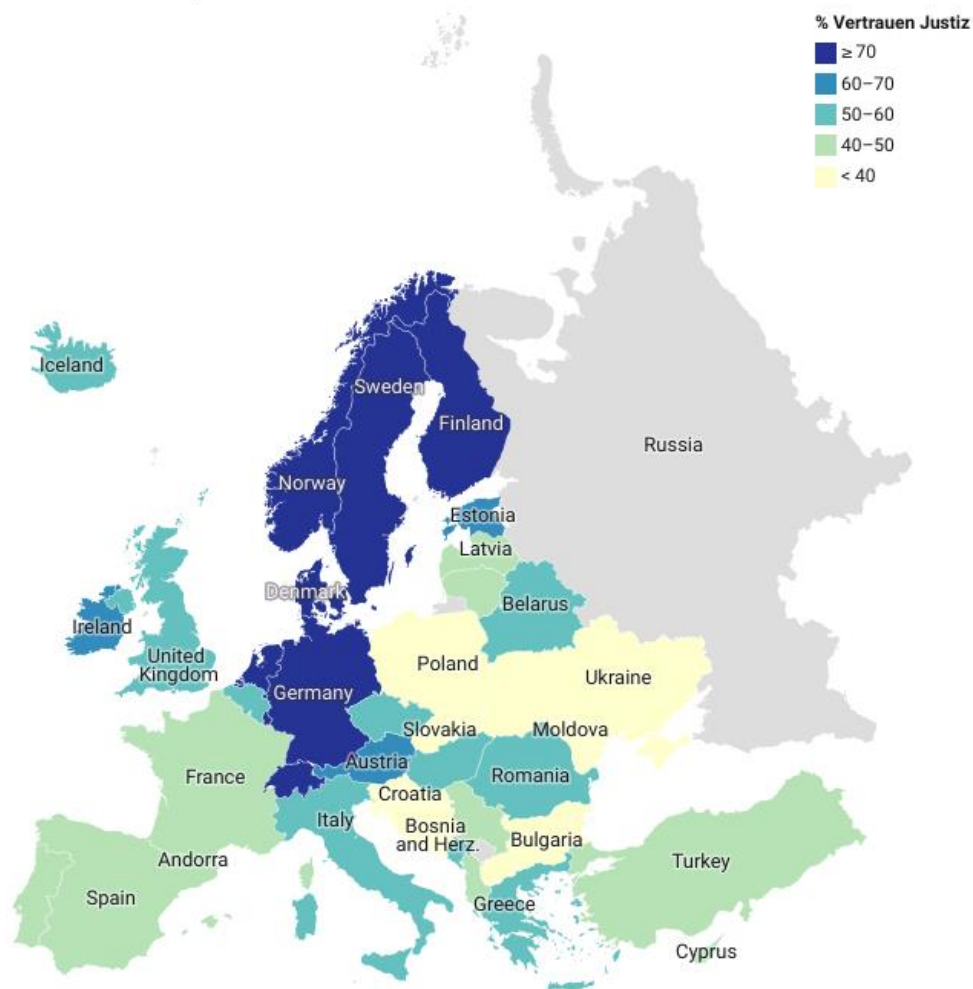 % Vertrauen Justiz
≥ 70
60–70
50–60
40–50
< 40
Iceland
Sweden
Finland
Norway
Russia
Estonia
Latvia
Denmark
Belarus
Ireland
United
Kingdom
Poland
Ukraine
Germany
Slovakia
Moldova
Austria
France
Romania
Croatia
Italy
Bosnia
and Herz.
Bulgaria
Andorra
Turkey
Spain
Greece
Cyprus